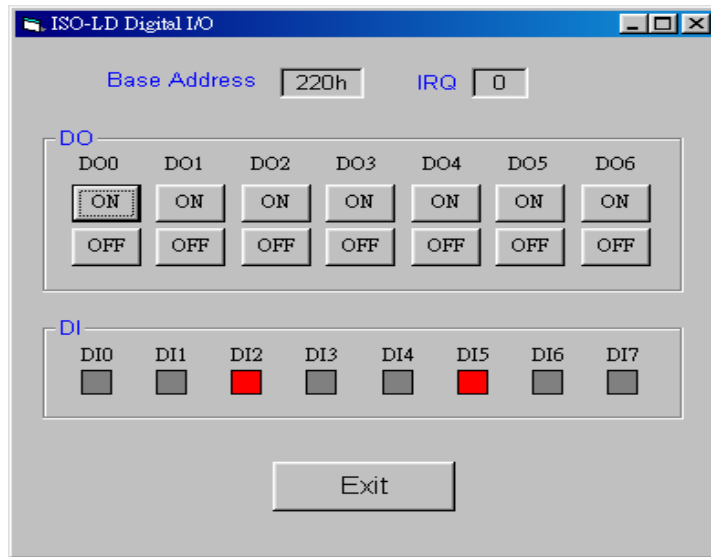 ISO-LD Digital I/O
Base Address 220h IRQ 0
DO
DO0 DO1 DO2 DO3 DO4 DO5 DO6
ON ON ON ON ON ON ON
OFF OFF OFF OFF OFF OFF OFF
DI
DI0 DI1 DI2 DI3 DI4 DI5 DI6 DI7
Exit